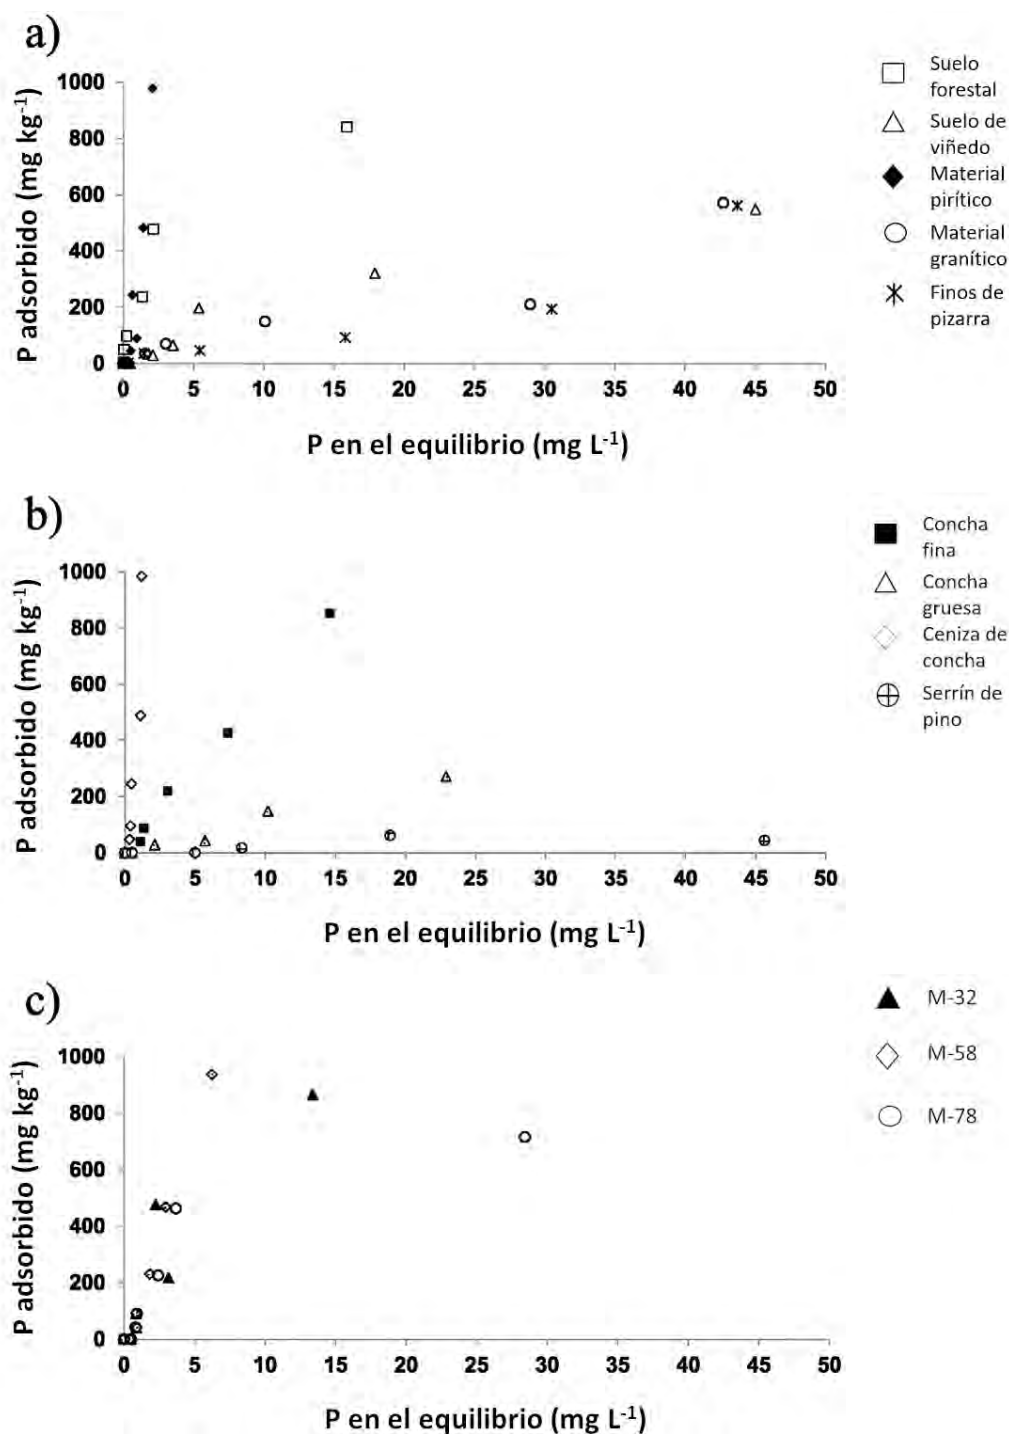 a)
P adsorbido (mg kg-1)
1000
800
600
400
200
0
0 5 10 15 20 25 30 35 40 45 50
P en el equilibrio (mg L-1)
Suelo
forestal
Suelo de
viñedo
Material
pirítico
Material
granítico
Finos de
pizarra
b)
P adsorbido (mg kg-1)
1000
800
600
400
200
0
0 5 10 15 20 25 30 35 40 45 50
P en el equilibrio (mg L-1)
Concha
fina
Concha
gruesa
Ceniza de
concha
Serrín de
pino
c)
P adsorbido (mg kg-1)
1000
800
600
400
200
0
0 5 10 15 20 25 30 35 40 45 50
P en el equilibrio (mg L-1)
M-32
M-58
M-78